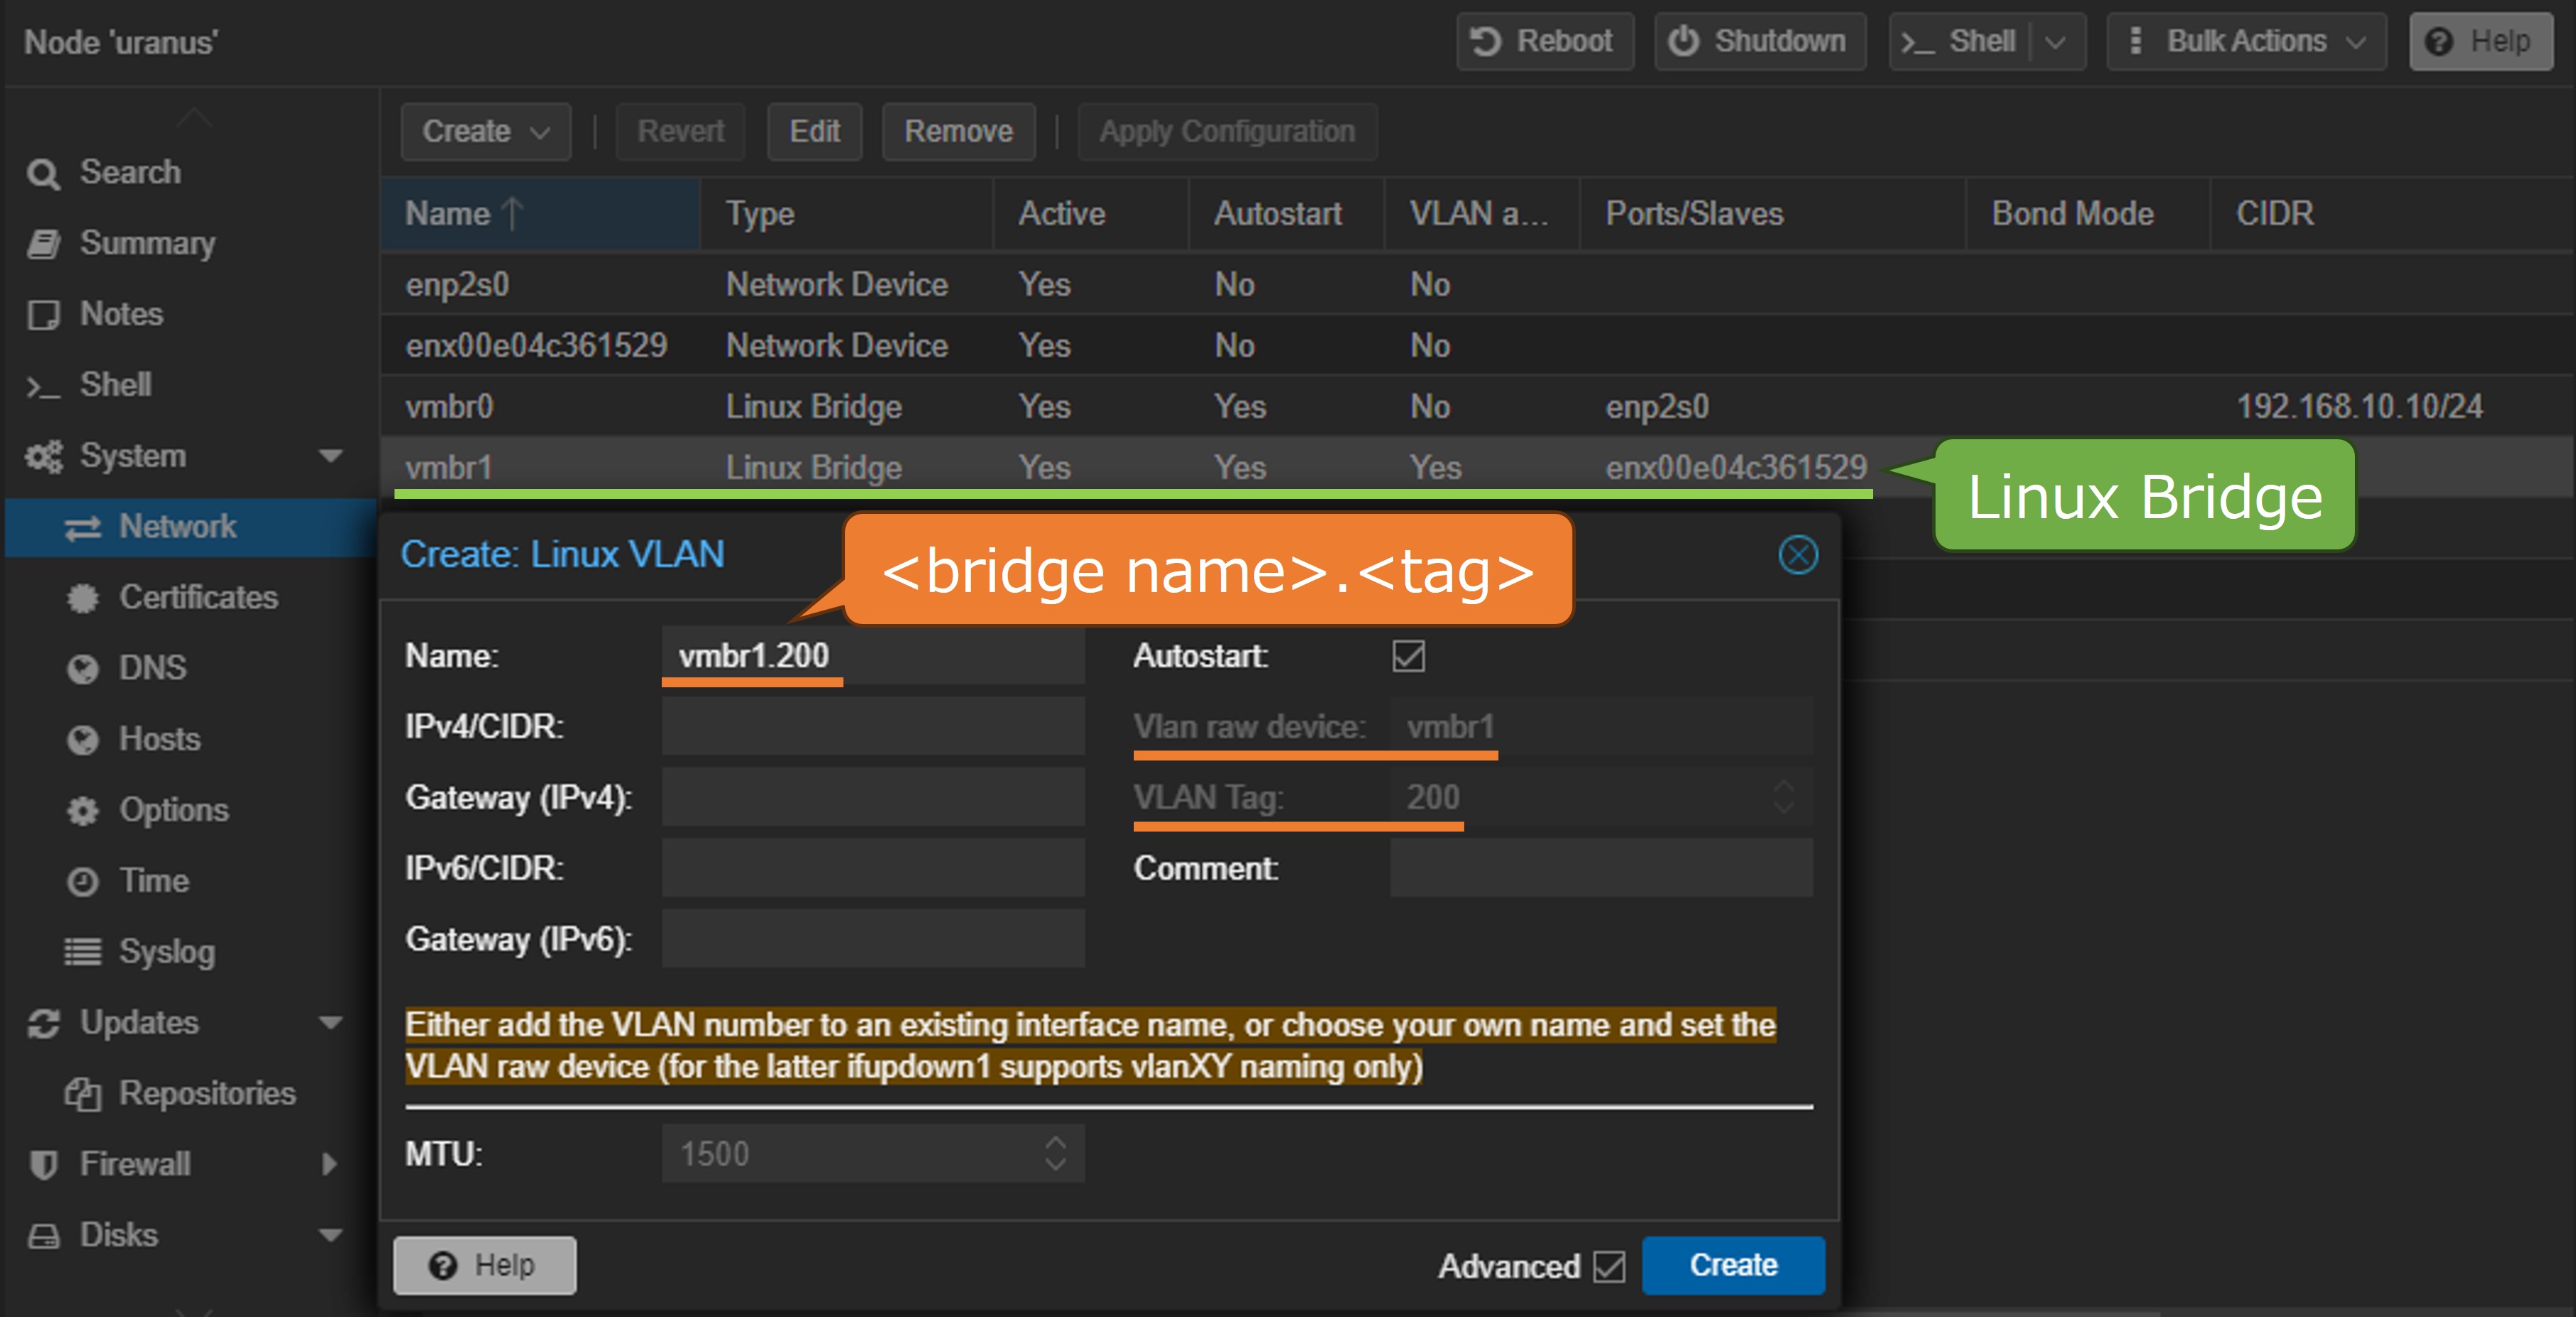 Node 'uranus'
Reboot
Shutdown
>_ Shell
Bulk Actions
Help
Search
Summary
Notes
>_ Shell
System
Network
Certificates
DNS
Hosts
Options
Time
Syslog
Updates
Repositories
Firewall
Disks
Create
Revert
Edit
Remove
Apply Configuration
Name Type Active Autostart VLAN a... Ports/Slaves Bond Mode CIDR
enp2s0 Network Device Yes No No
enx00e04c361529 Network Device Yes No No
vmbr0 Linux Bridge Yes Yes No enp2s0 192.168.10.10/24
vmbr1 Linux Bridge Yes Yes Yes enx00e04c361529
Linux Bridge
Create: Linux VLAN
<bridge name>.<tag>
Name: vmbr1.200 Autostart:
IPv4/CIDR: Vlan raw device: vmbr1
Gateway (IPv4): VLAN Tag: 200
IPv6/CIDR: Comment:
Gateway (IPv6):
Either add the VLAN number to an existing interface name, or choose your own name and set the
VLAN raw device (for the latter ifupdown1 supports vlanXY naming only)
MTU: 1500
Help
Advanced
Create